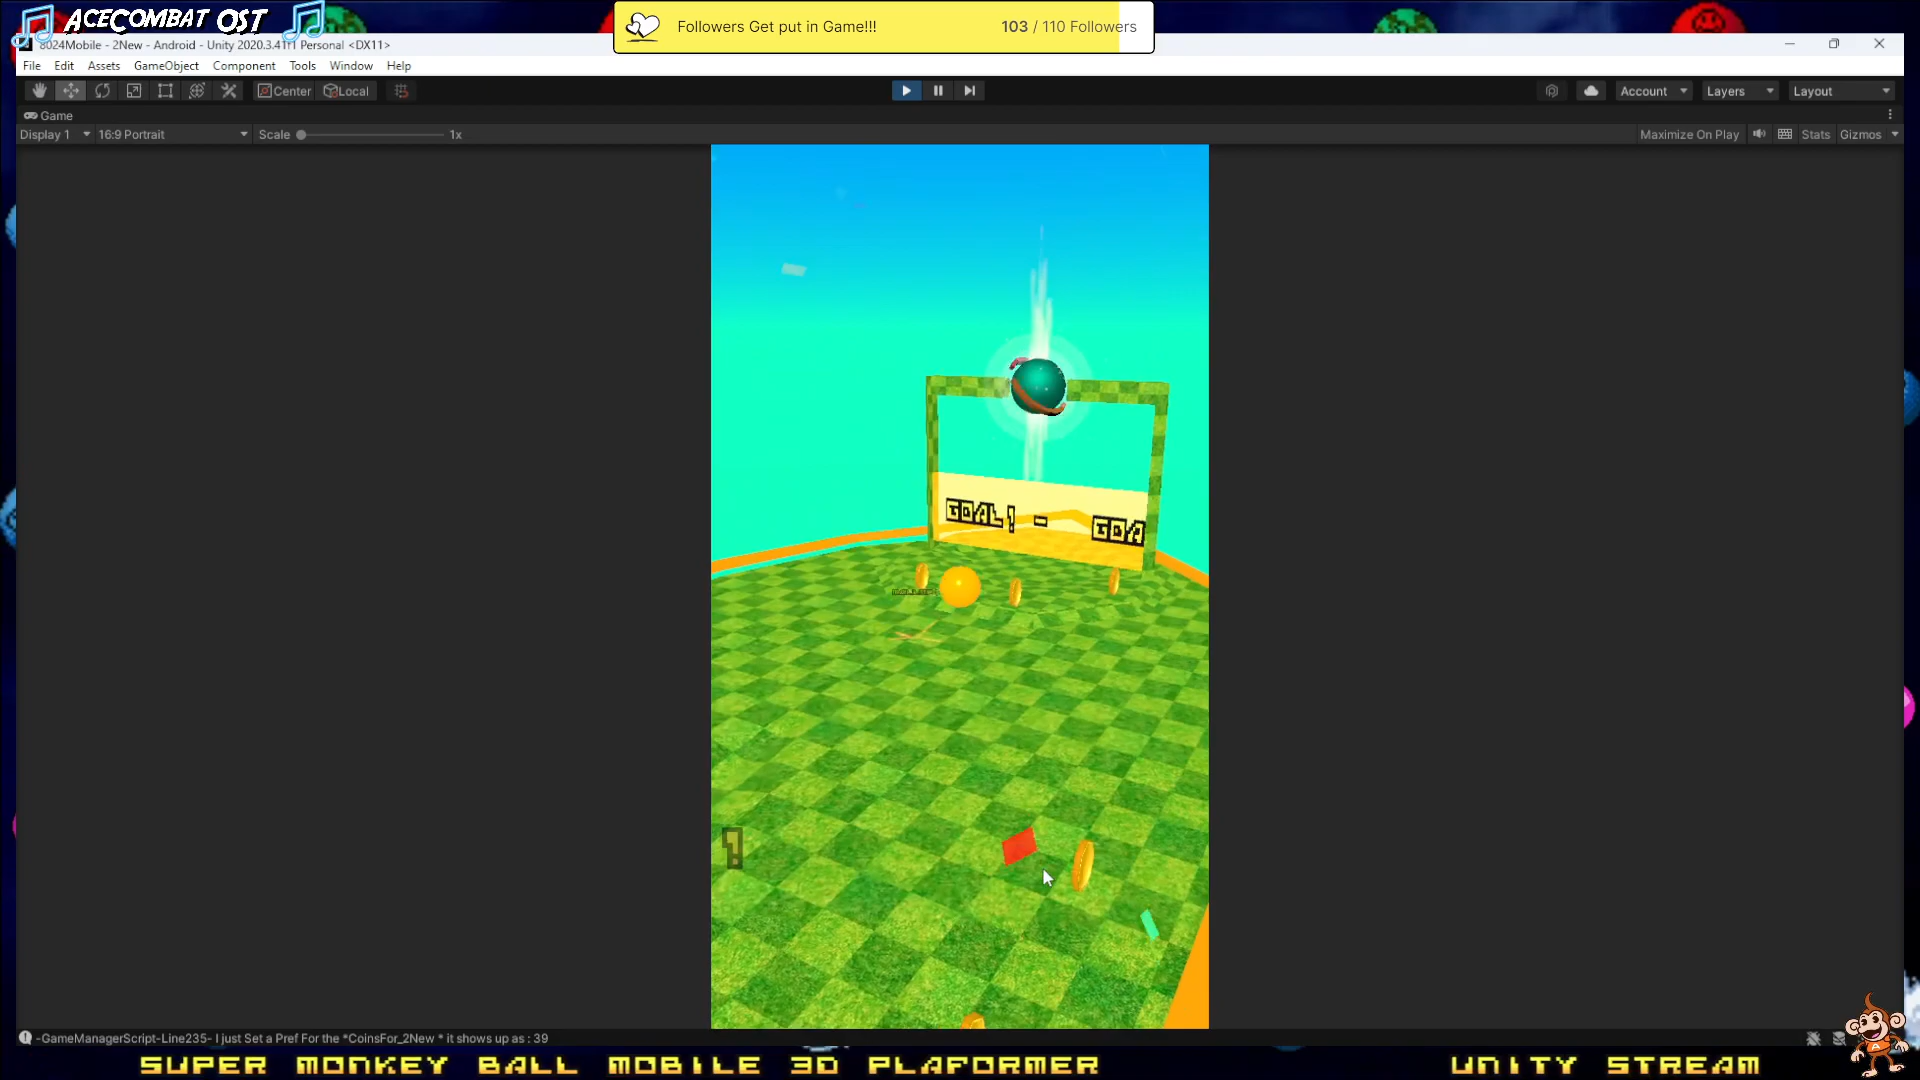 ACECOMBAT OST
Followers Get put in Game!!! 103 / 110 Followers
8024Mobile - 2New - Android - Unity 2020.3.41f1 Personal <DX11>
File Edit Assets GameObject Component Tools Window Help
Center Local Account Layers Layout
Game
Display 1 16:9 Portrait Scale 1x Maximize On Play Stats Gizmos
GOAL! - GOA
!
-GameManagerScript-Line235- I just Set a Pref For the *CoinsFor_2New * it shows up as : 39
SUPER MONKEY BALL MOBILE 3D PLAFORMER UNITY STREAM